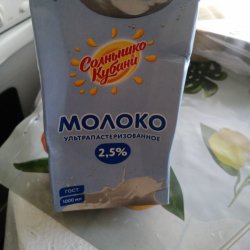 Солнышко
Кубани
МОЛОКО
УЛЬТРАПАСТЕРИЗОВАННОЕ
2,5%
ГОСТ
1000 мл